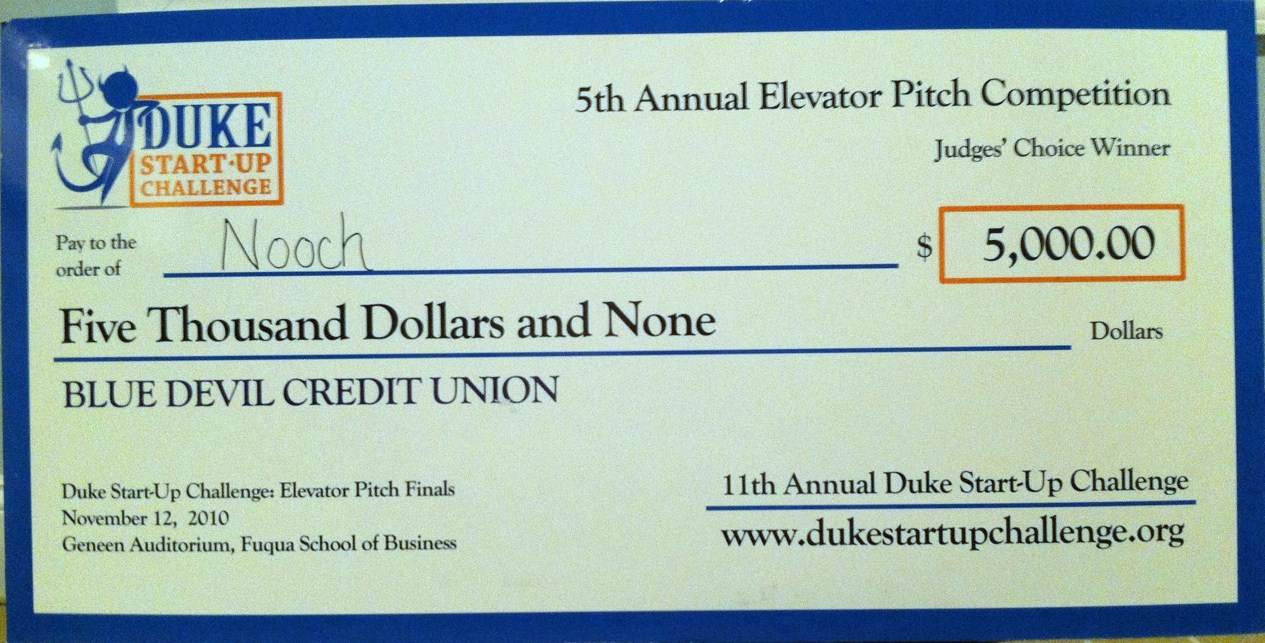 DUKE
START·UP
CHALLENGE
5th Annual Elevator Pitch Competition
Judges’ Choice Winner
Pay to the
order of
Nooch
$ 5,000.00
Five Thousand Dollars and None
Dollars
BLUE DEVIL CREDIT UNION
Duke Start-Up Challenge: Elevator Pitch Finals
November 12, 2010
Geneen Auditorium, Fuqua School of Business
11th Annual Duke Start-Up Challenge
www.dukestartupchallenge.org